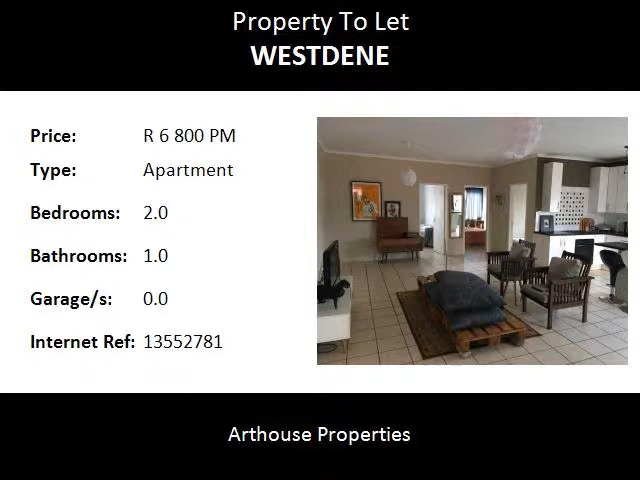 Property To Let
WESTDENE
Price: R 6 800 PM
Type: Apartment
Bedrooms: 2.0
Bathrooms: 1.0
Garage/s: 0.0
Internet Ref: 13552781
Arthouse Properties